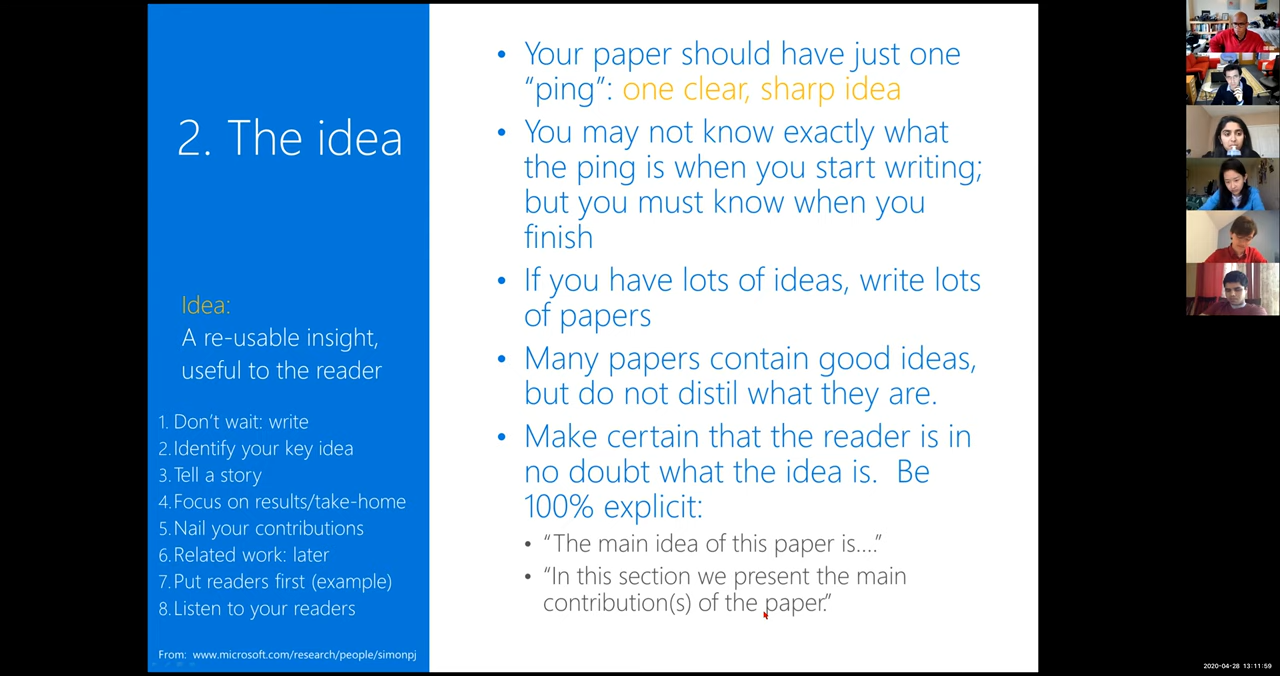 2. The idea
Idea:
A re-usable insight,
useful to the reader
1. Don't wait: write
2. Identify your key idea
3. Tell a story
4. Focus on results/take-home
5. Nail your contributions
6. Related work: later
7. Put readers first (example)
8. Listen to your readers
From: www.microsoft.com/research/people/simonpj
• Your paper should have just one
“ping”: one clear, sharp idea
• You may not know exactly what
the ping is when you start writing;
but you must know when you
finish
• If you have lots of ideas, write lots
of papers
• Many papers contain good ideas,
but do not distil what they are.
• Make certain that the reader is in
no doubt what the idea is. Be
100% explicit:
• “The main idea of this paper is....”
• “In this section we present the main
contribution(s) of the paper.”
2020-04-28 13:11:59